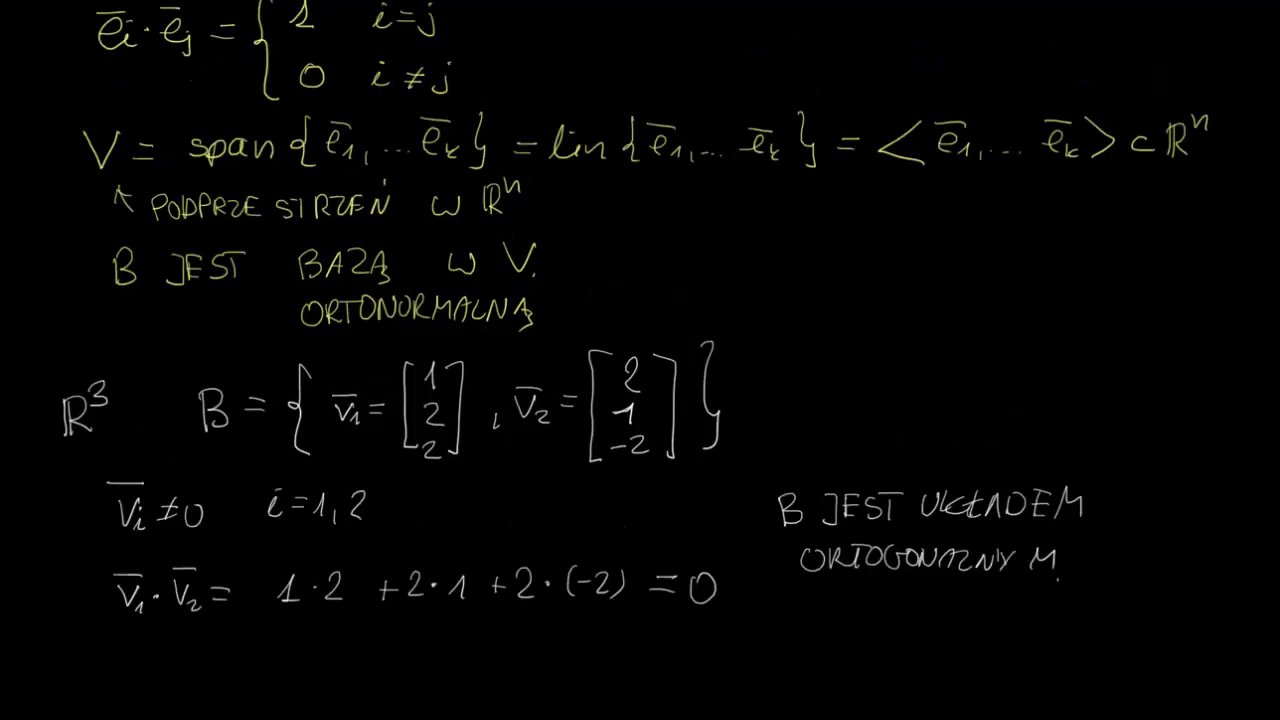 ēi · ēj = { 1 i=j
0 i ≠ j
V = span {ē1, ... ēk} = lin {ē1, ... ēk} = <ē1, ... ēk> ⊂ ℝⁿ
↖ PODPRZESTRZEŃ W ℝⁿ
B JEST BAZĄ W V.
ORTONORMALNĄ
ℝ³ B = { v̄1 = [1 2 2], v̄2 = [2 1 -2] }
v̄i ≠ 0 i = 1, 2
B JEST UKŁADEM
ORTOGONALNYM.
v̄1 · v̄2 = 1·2 + 2·1 + 2·(-2) = 0